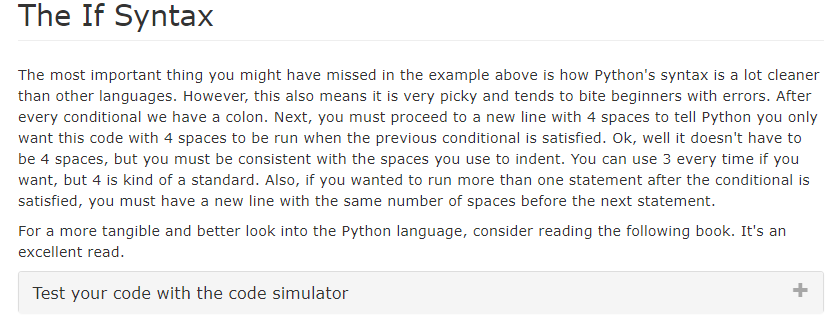 The If Syntax
The most important thing you might have missed in the example above is how Python's syntax is a lot cleaner
than other languages. However, this also means it is very picky and tends to bite beginners with errors. After
every conditional we have a colon. Next, you must proceed to a new line with 4 spaces to tell Python you only
want this code with 4 spaces to be run when the previous conditional is satisfied. Ok, well it doesn't have to
be 4 spaces, but you must be consistent with the spaces you use to indent. You can use 3 every time if you
want, but 4 is kind of a standard. Also, if you wanted to run more than one statement after the conditional is
satisfied, you must have a new line with the same number of spaces before the next statement.
For a more tangible and better look into the Python language, consider reading the following book. It's an
excellent read.
Test your code with the code simulator